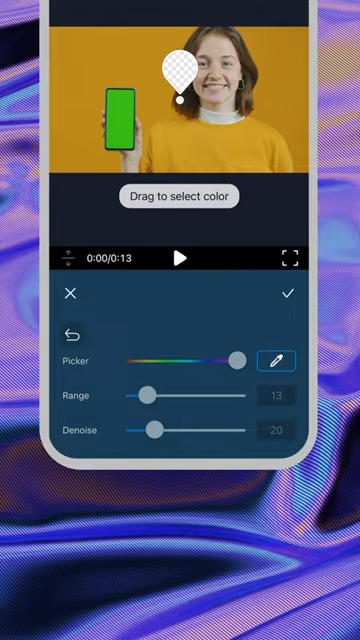 Drag to select color
0:00/0:13
Picker
Range
13
Denoise
20